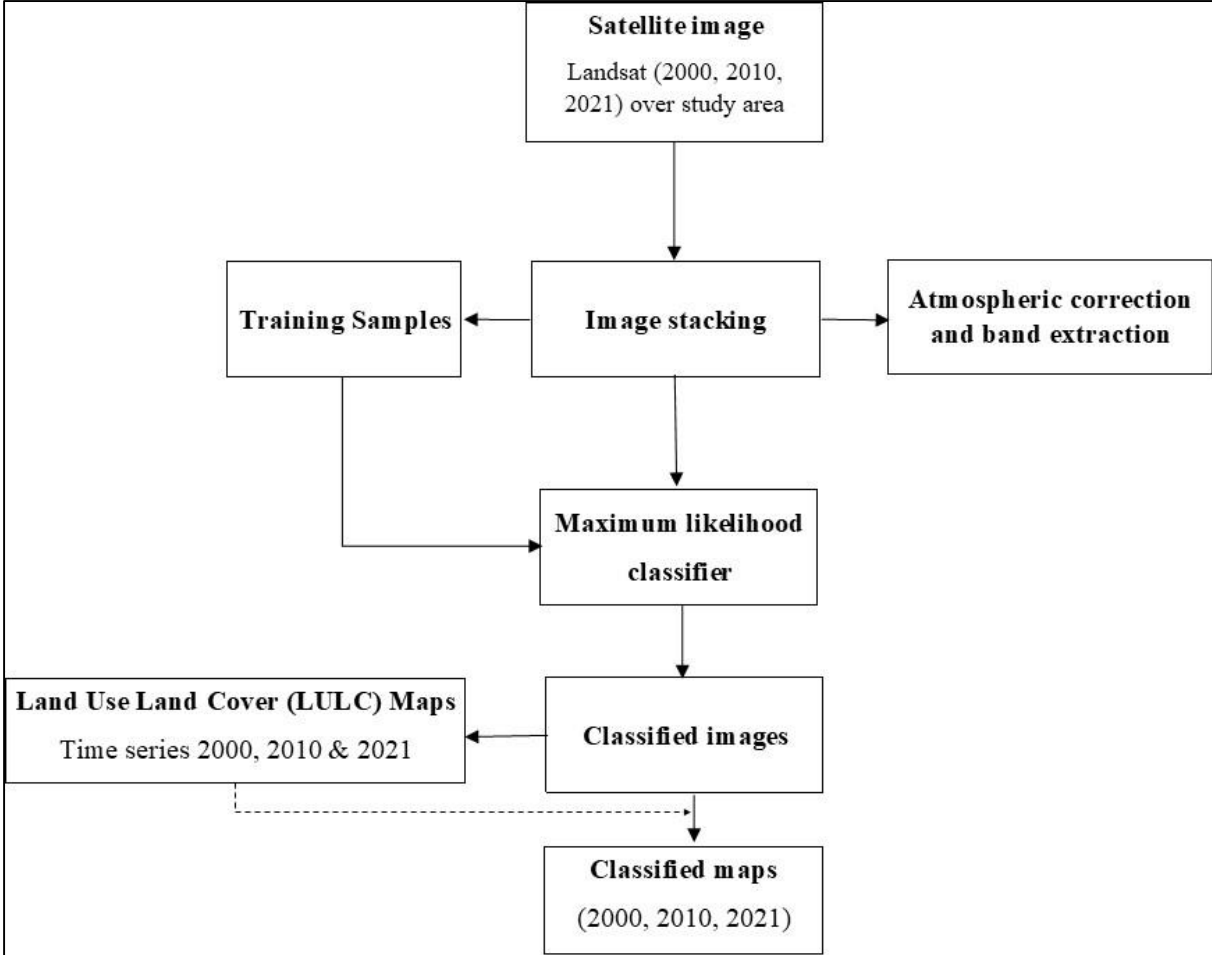 Satellite image
Landsat (2000, 2010,
2021) over study area
Training Samples
Image stacking
Atmospheric correction
and band extraction
Maximum likelihood
classifier
Land Use Land Cover (LULC) Maps
Time series 2000, 2010 & 2021
Classified images
Classified maps
(2000, 2010, 2021)